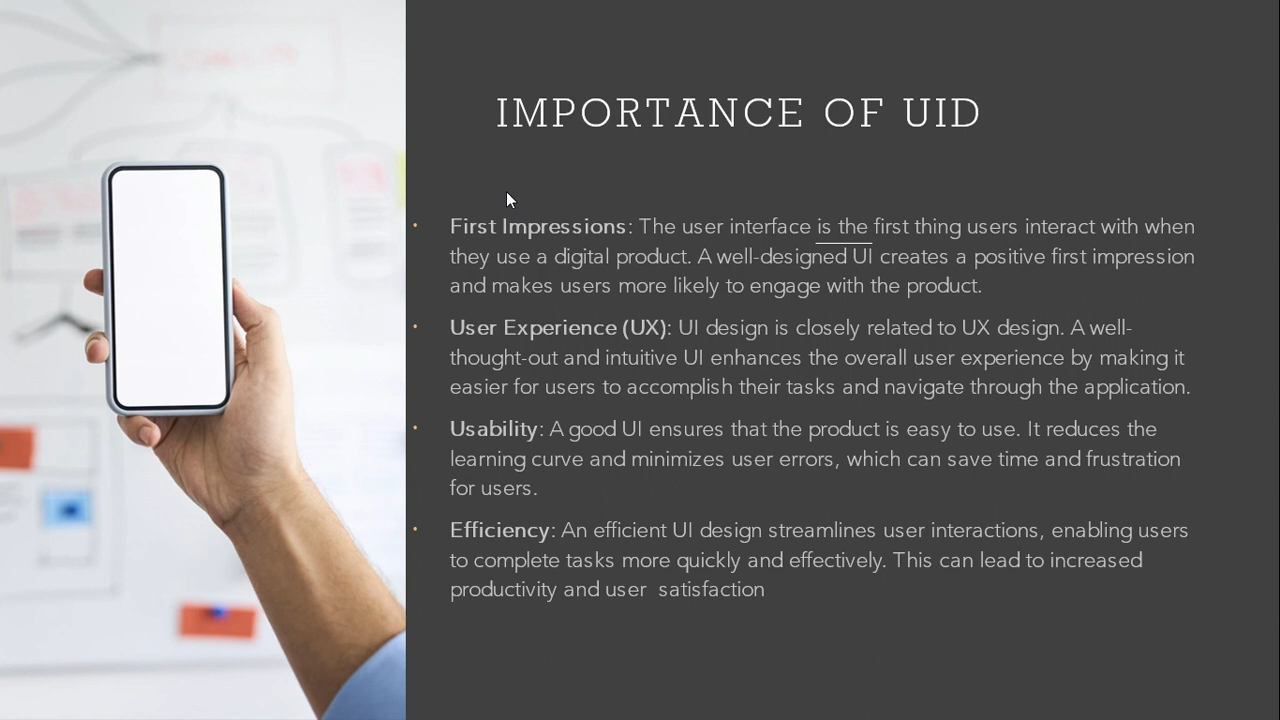 IMPORTANCE OF UID
• First Impressions: The user interface is the first thing users interact with when
they use a digital product. A well-designed UI creates a positive first impression
and makes users more likely to engage with the product.
• User Experience (UX): UI design is closely related to UX design. A well-
thought-out and intuitive UI enhances the overall user experience by making it
easier for users to accomplish their tasks and navigate through the application.
• Usability: A good UI ensures that the product is easy to use. It reduces the
learning curve and minimizes user errors, which can save time and frustration
for users.
• Efficiency: An efficient UI design streamlines user interactions, enabling users
to complete tasks more quickly and effectively. This can lead to increased
productivity and user  satisfaction